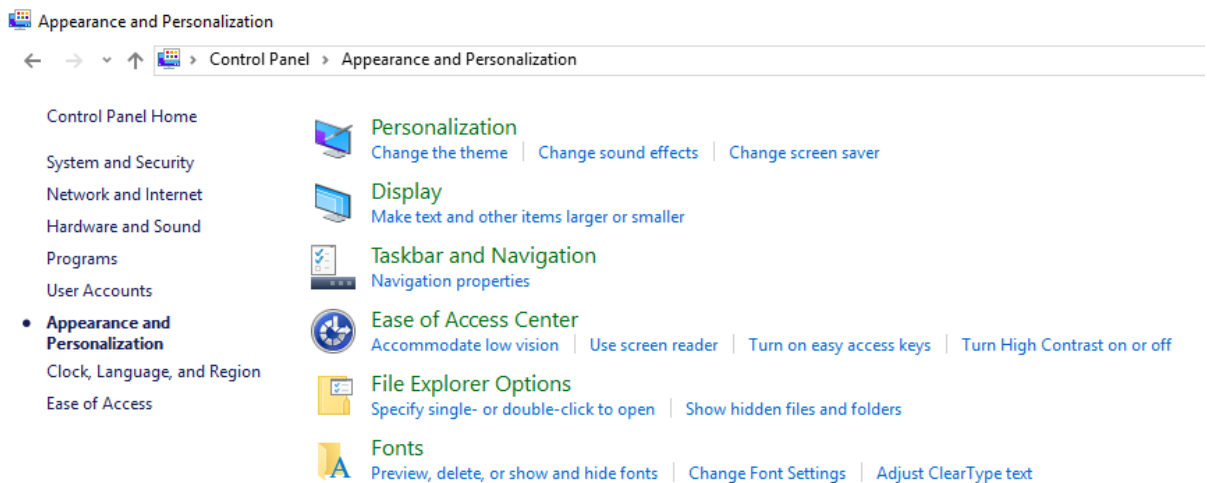 Appearance and Personalization
Control Panel > Appearance and Personalization
Control Panel Home
System and Security
Network and Internet
Hardware and Sound
Programs
User Accounts
Appearance and
Personalization
Clock, Language, and Region
Ease of Access
Personalization
Change the theme | Change sound effects | Change screen saver
Display
Make text and other items larger or smaller
Taskbar and Navigation
Navigation properties
Ease of Access Center
Accommodate low vision | Use screen reader | Turn on easy access keys | Turn High Contrast on or off
File Explorer Options
Specify single- or double-click to open | Show hidden files and folders
Fonts
Preview, delete, or show and hide fonts | Change Font Settings | Adjust ClearType text